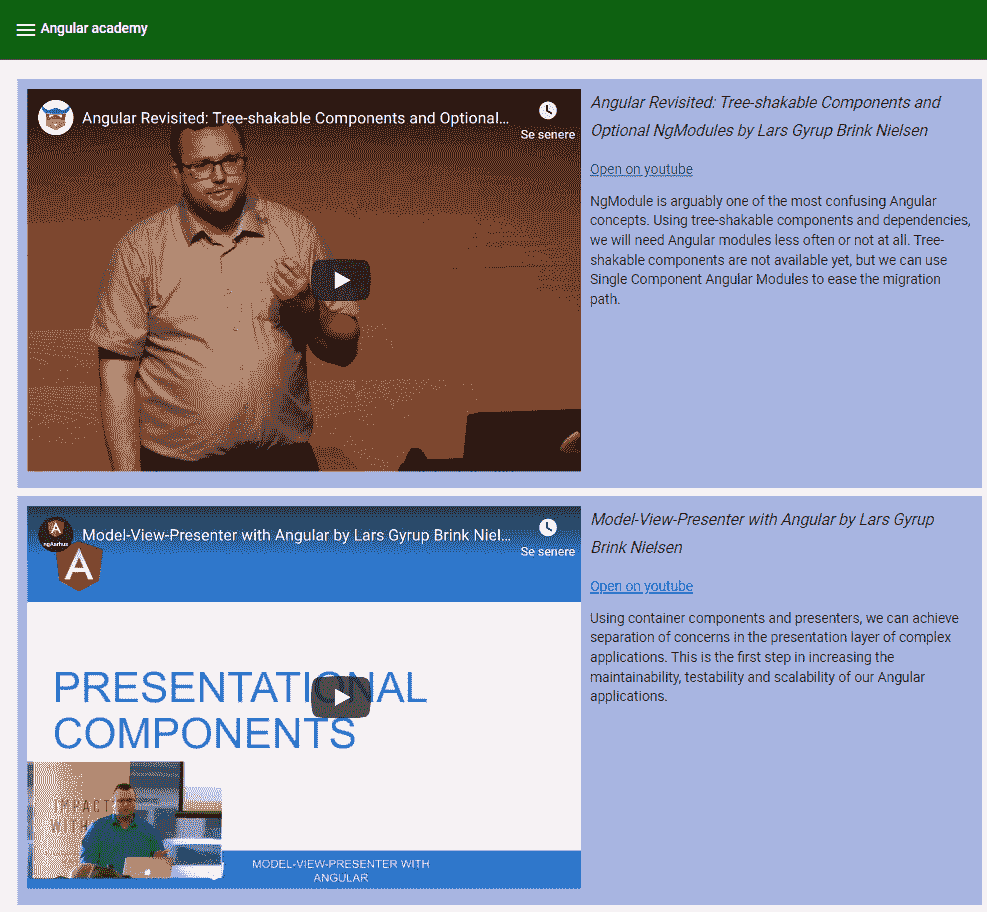 Angular academy
Angular Revisited: Tree-shakable Components and Optional...
Se senere
Angular Revisited: Tree-shakable Components and
Optional NgModules by Lars Gyrup Brink Nielsen
Open on youtube
NgModule is arguably one of the most confusing Angular
concepts. Using tree-shakable components and dependencies,
we will need Angular modules less often or not at all. Tree-
shakable components are not available yet, but we can use
Single Component Angular Modules to ease the migration
path.
ngAarhus
Model-View-Presenter with Angular by Lars Gyrup Brink Niel...
Se senere
PRESENTATIONAL
COMPONENTS
IMPACT
WITH
MODEL-VIEW-PRESENTER WITH
ANGULAR
Model-View-Presenter with Angular by Lars Gyrup
Brink Nielsen
Open on youtube
Using container components and presenters, we can achieve
separation of concerns in the presentation layer of complex
applications. This is the first step in increasing the
maintainability, testability and scalability of our Angular
applications.